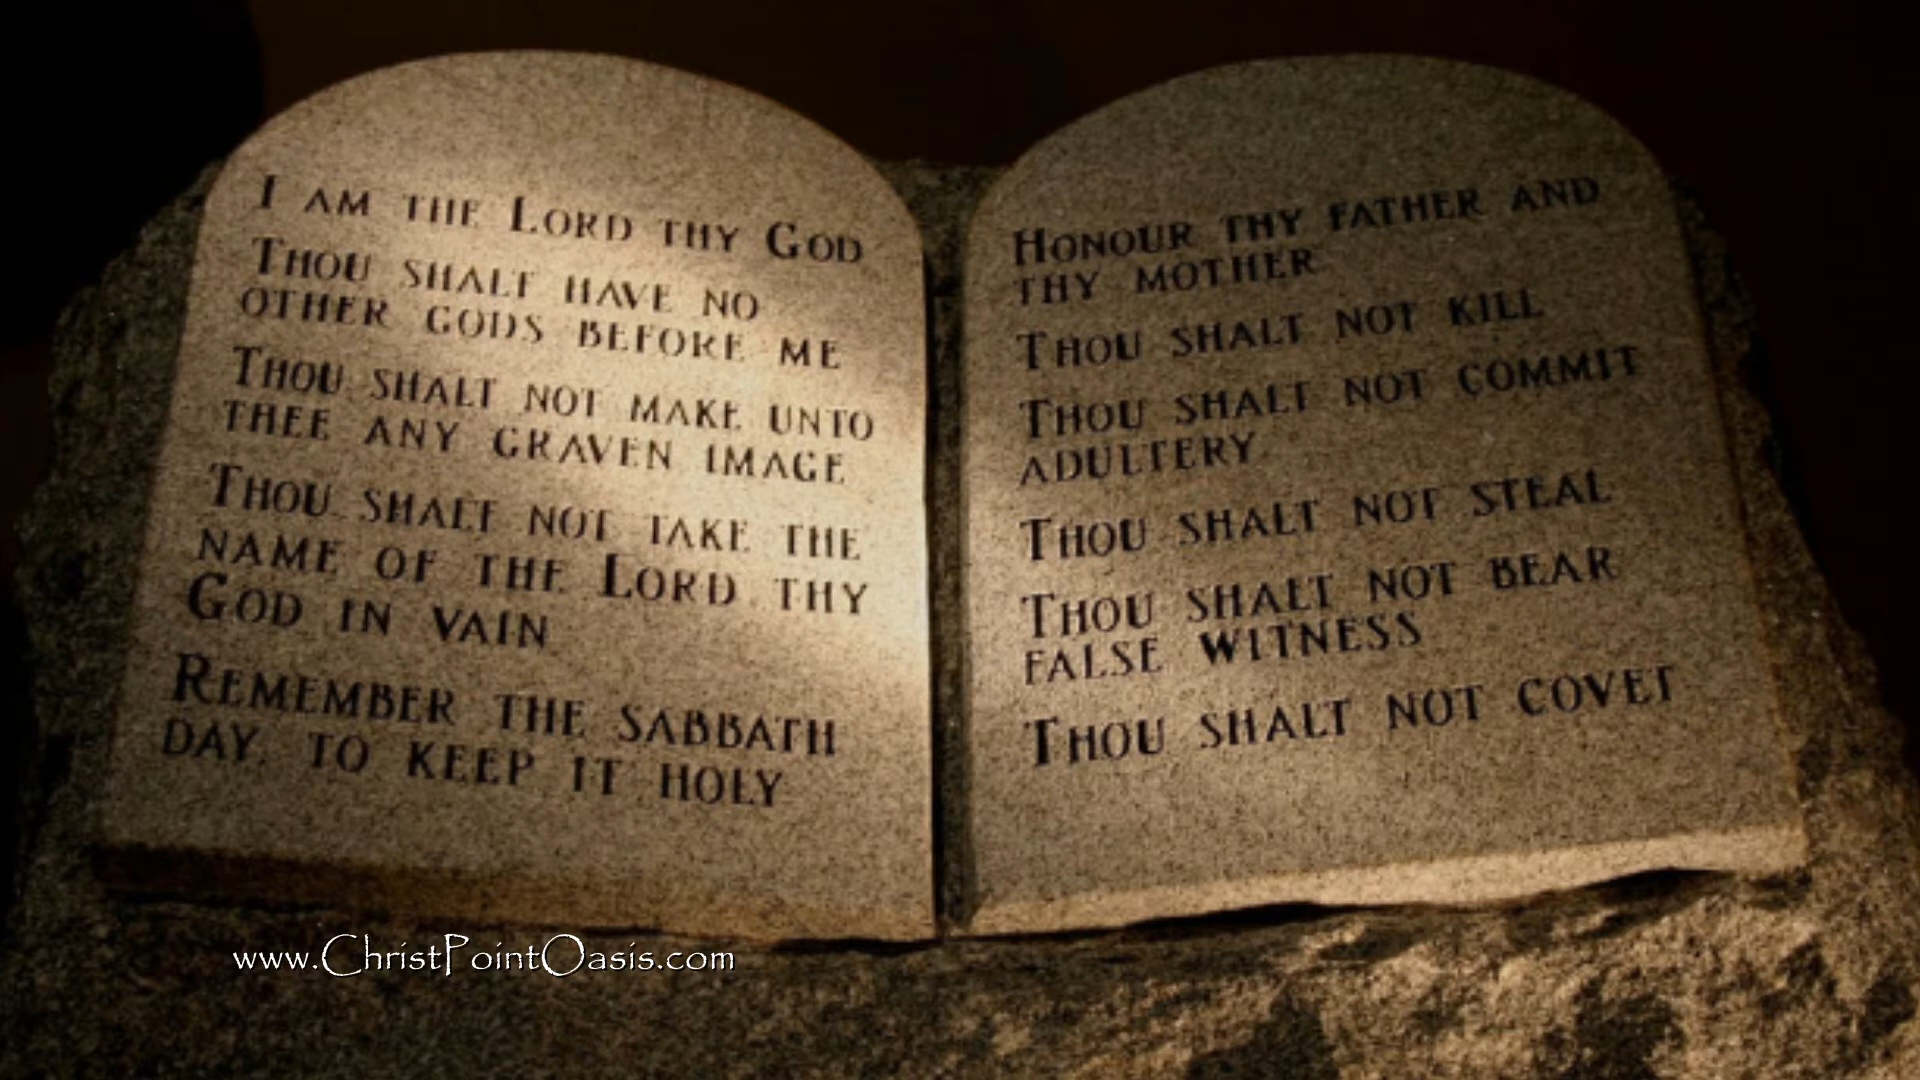 I AM THE LORD THY GOD
THOU SHALT HAVE NO
OTHER GODS BEFORE ME
THOU SHALT NOT MAKE UNTO
THEE ANY GRAVEN IMAGE
THOU SHALT NOT TAKE THE
NAME OF THE LORD THY
GOD IN VAIN
REMEMBER THE SABBATH
DAY TO KEEP IT HOLY
HONOUR THY FATHER AND
THY MOTHER
THOU SHALT NOT KILL
THOU SHALT NOT COMMIT
ADULTERY
THOU SHALT NOT STEAL
THOU SHALT NOT BEAR
FALSE WITNESS
THOU SHALT NOT COVET
www.ChristPointOasis.com